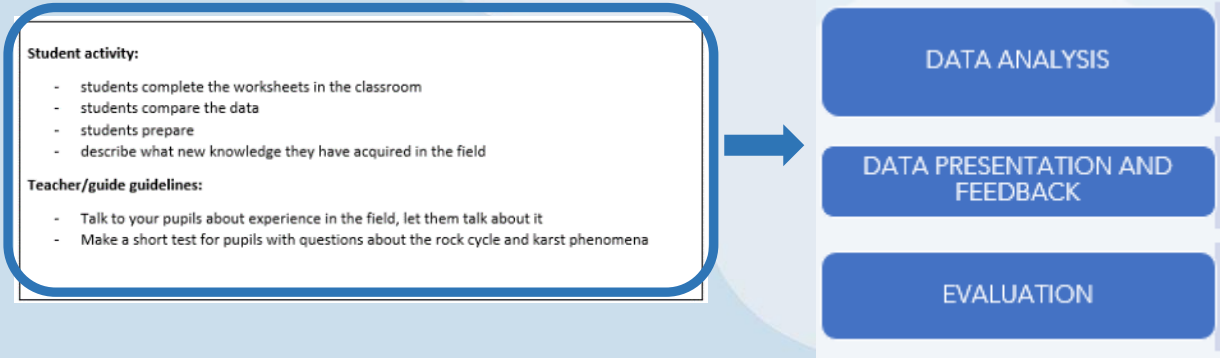 Student activity:
- students complete the worksheets in the classroom
- students compare the data
- students prepare
- describe what new knowledge they have acquired in the field
Teacher/guide guidelines:
- Talk to your pupils about experience in the field, let them talk about it
- Make a short test for pupils with questions about the rock cycle and karst phenomena
DATA ANALYSIS
DATA PRESENTATION AND
FEEDBACK
EVALUATION